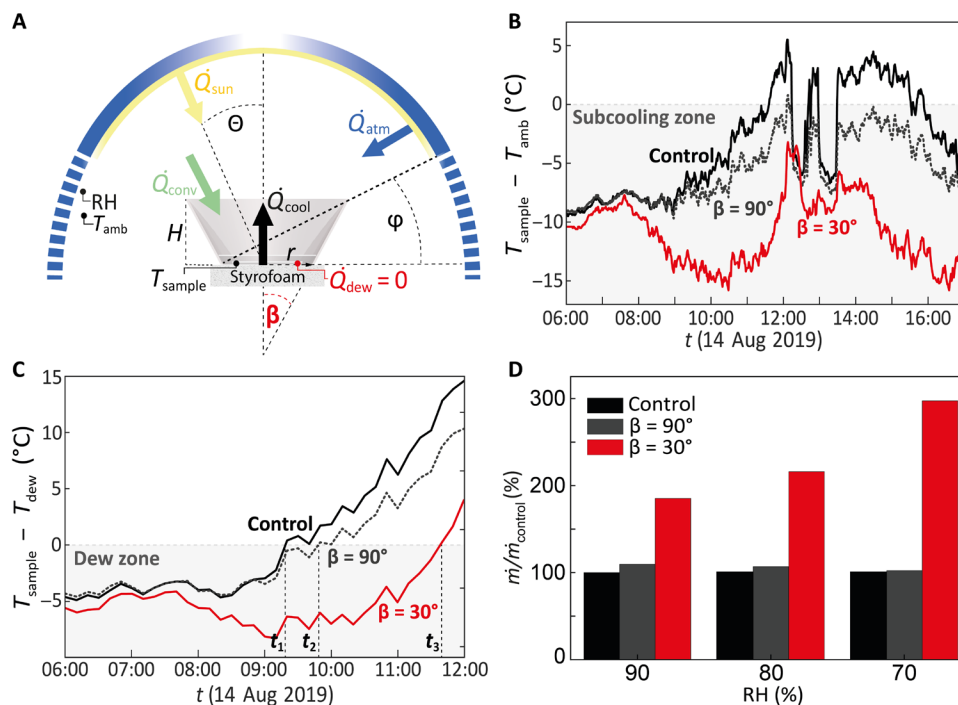 A
Q̇sun
Θ
Q̇atm
Q̇conv
Q̇cool
RH
Tamb
H
φ
r
Tsample
Styrofoam
Q̇dew = 0
β
B
Tsample − Tamb (°C)
5
0
−5
−10
−15
Subcooling zone
Control
β = 90°
β = 30°
06:00 08:00 10:00 12:00 14:00 16:00
t (14 Aug 2019)
C
Tsample − Tdew (°C)
15
10
5
0
−5
Control
Dew zone
β = 90°
β = 30°
t1 t2 t3
06:00 07:00 08:00 09:00 10:00 11:00 12:00
t (14 Aug 2019)
D
ṁ/ṁcontrol (%)
300
200
100
0
Control
β = 90°
β = 30°
90 80 70
RH (%)